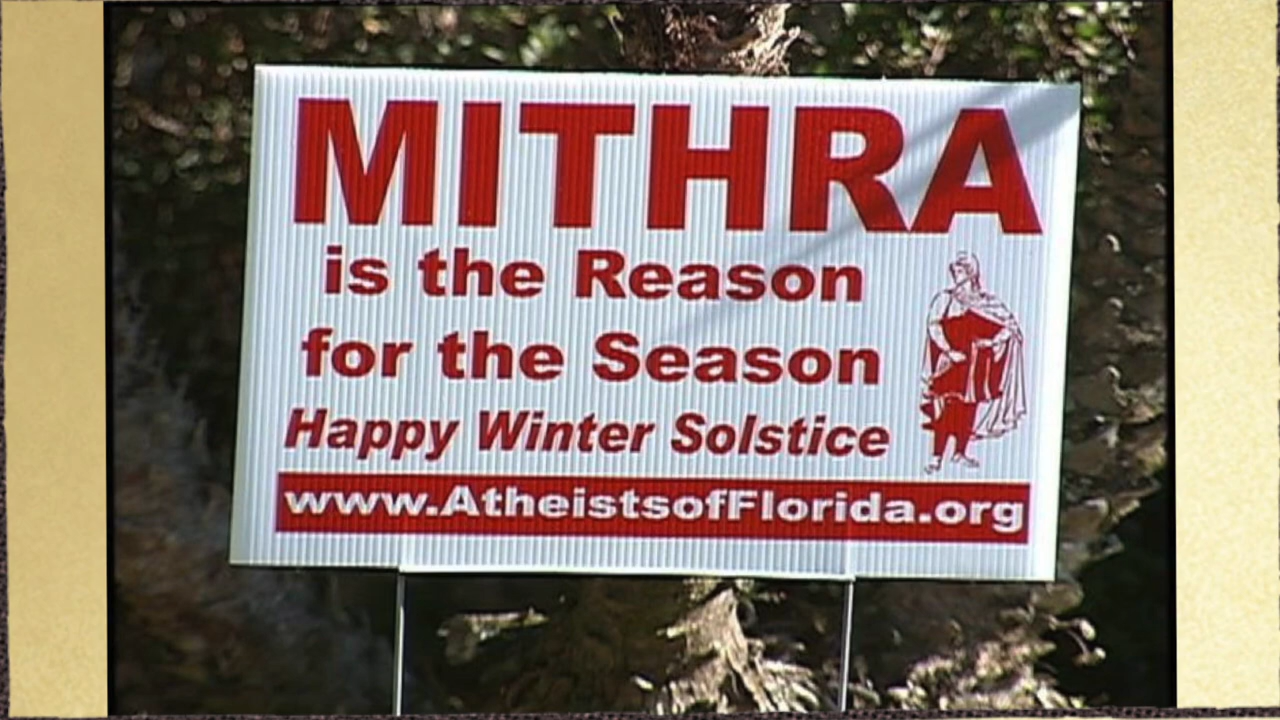 MITHRA
is the Reason
for the Season
Happy Winter Solstice
www.AtheistsofFlorida.org